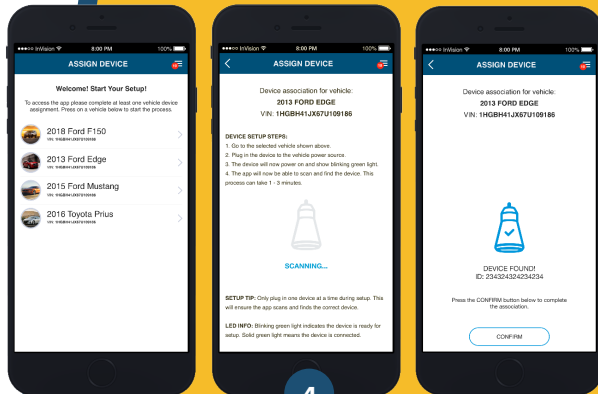 ●●●○○ InVision 8:00 PM 100%
ASSIGN DEVICE
Welcome! Start Your Setup!
To access the app please complete at least one vehicle device
assignment. Press on a vehicle below to start the process.
2018 Ford F150
VIN: 1HGBH41JX67U109186
2013 Ford Edge
VIN: 1HGBH41JX67U109186
2015 Ford Mustang
VIN: 1HGBH41JX67U109186
2016 Toyota Prius
VIN: 1HGBH41JX67U109186
●●●○○ InVision 8:00 PM 100%
ASSIGN DEVICE
Device association for vehicle:
2013 FORD EDGE
VIN: 1HGBH41JX67U109186
DEVICE SETUP STEPS:
1. Go to the selected vehicle shown above.
2. Plug in the device to the vehicle power source
3. The device will now power on and show blinking green light.
4. The app will now be able to scan and find the device. This
process can take 1 - 3 minutes.
SCANNING...
SETUP TIP: Only plug in one device at a time during setup. This
will ensure the app scans and finds the correct device.
LED INFO: Blinking green light indicates the device is ready for
setup. Solid green light means the device is connected.
4
●●●○○ InVision 8:00 PM 100%
ASSIGN DEVICE
Device association for vehicle:
2013 FORD EDGE
VIN: 1HGBH41JX67U109186
DEVICE FOUND!
ID: 234324324234234
Press the CONFIRM button below to complete
the association.
CONFIRM